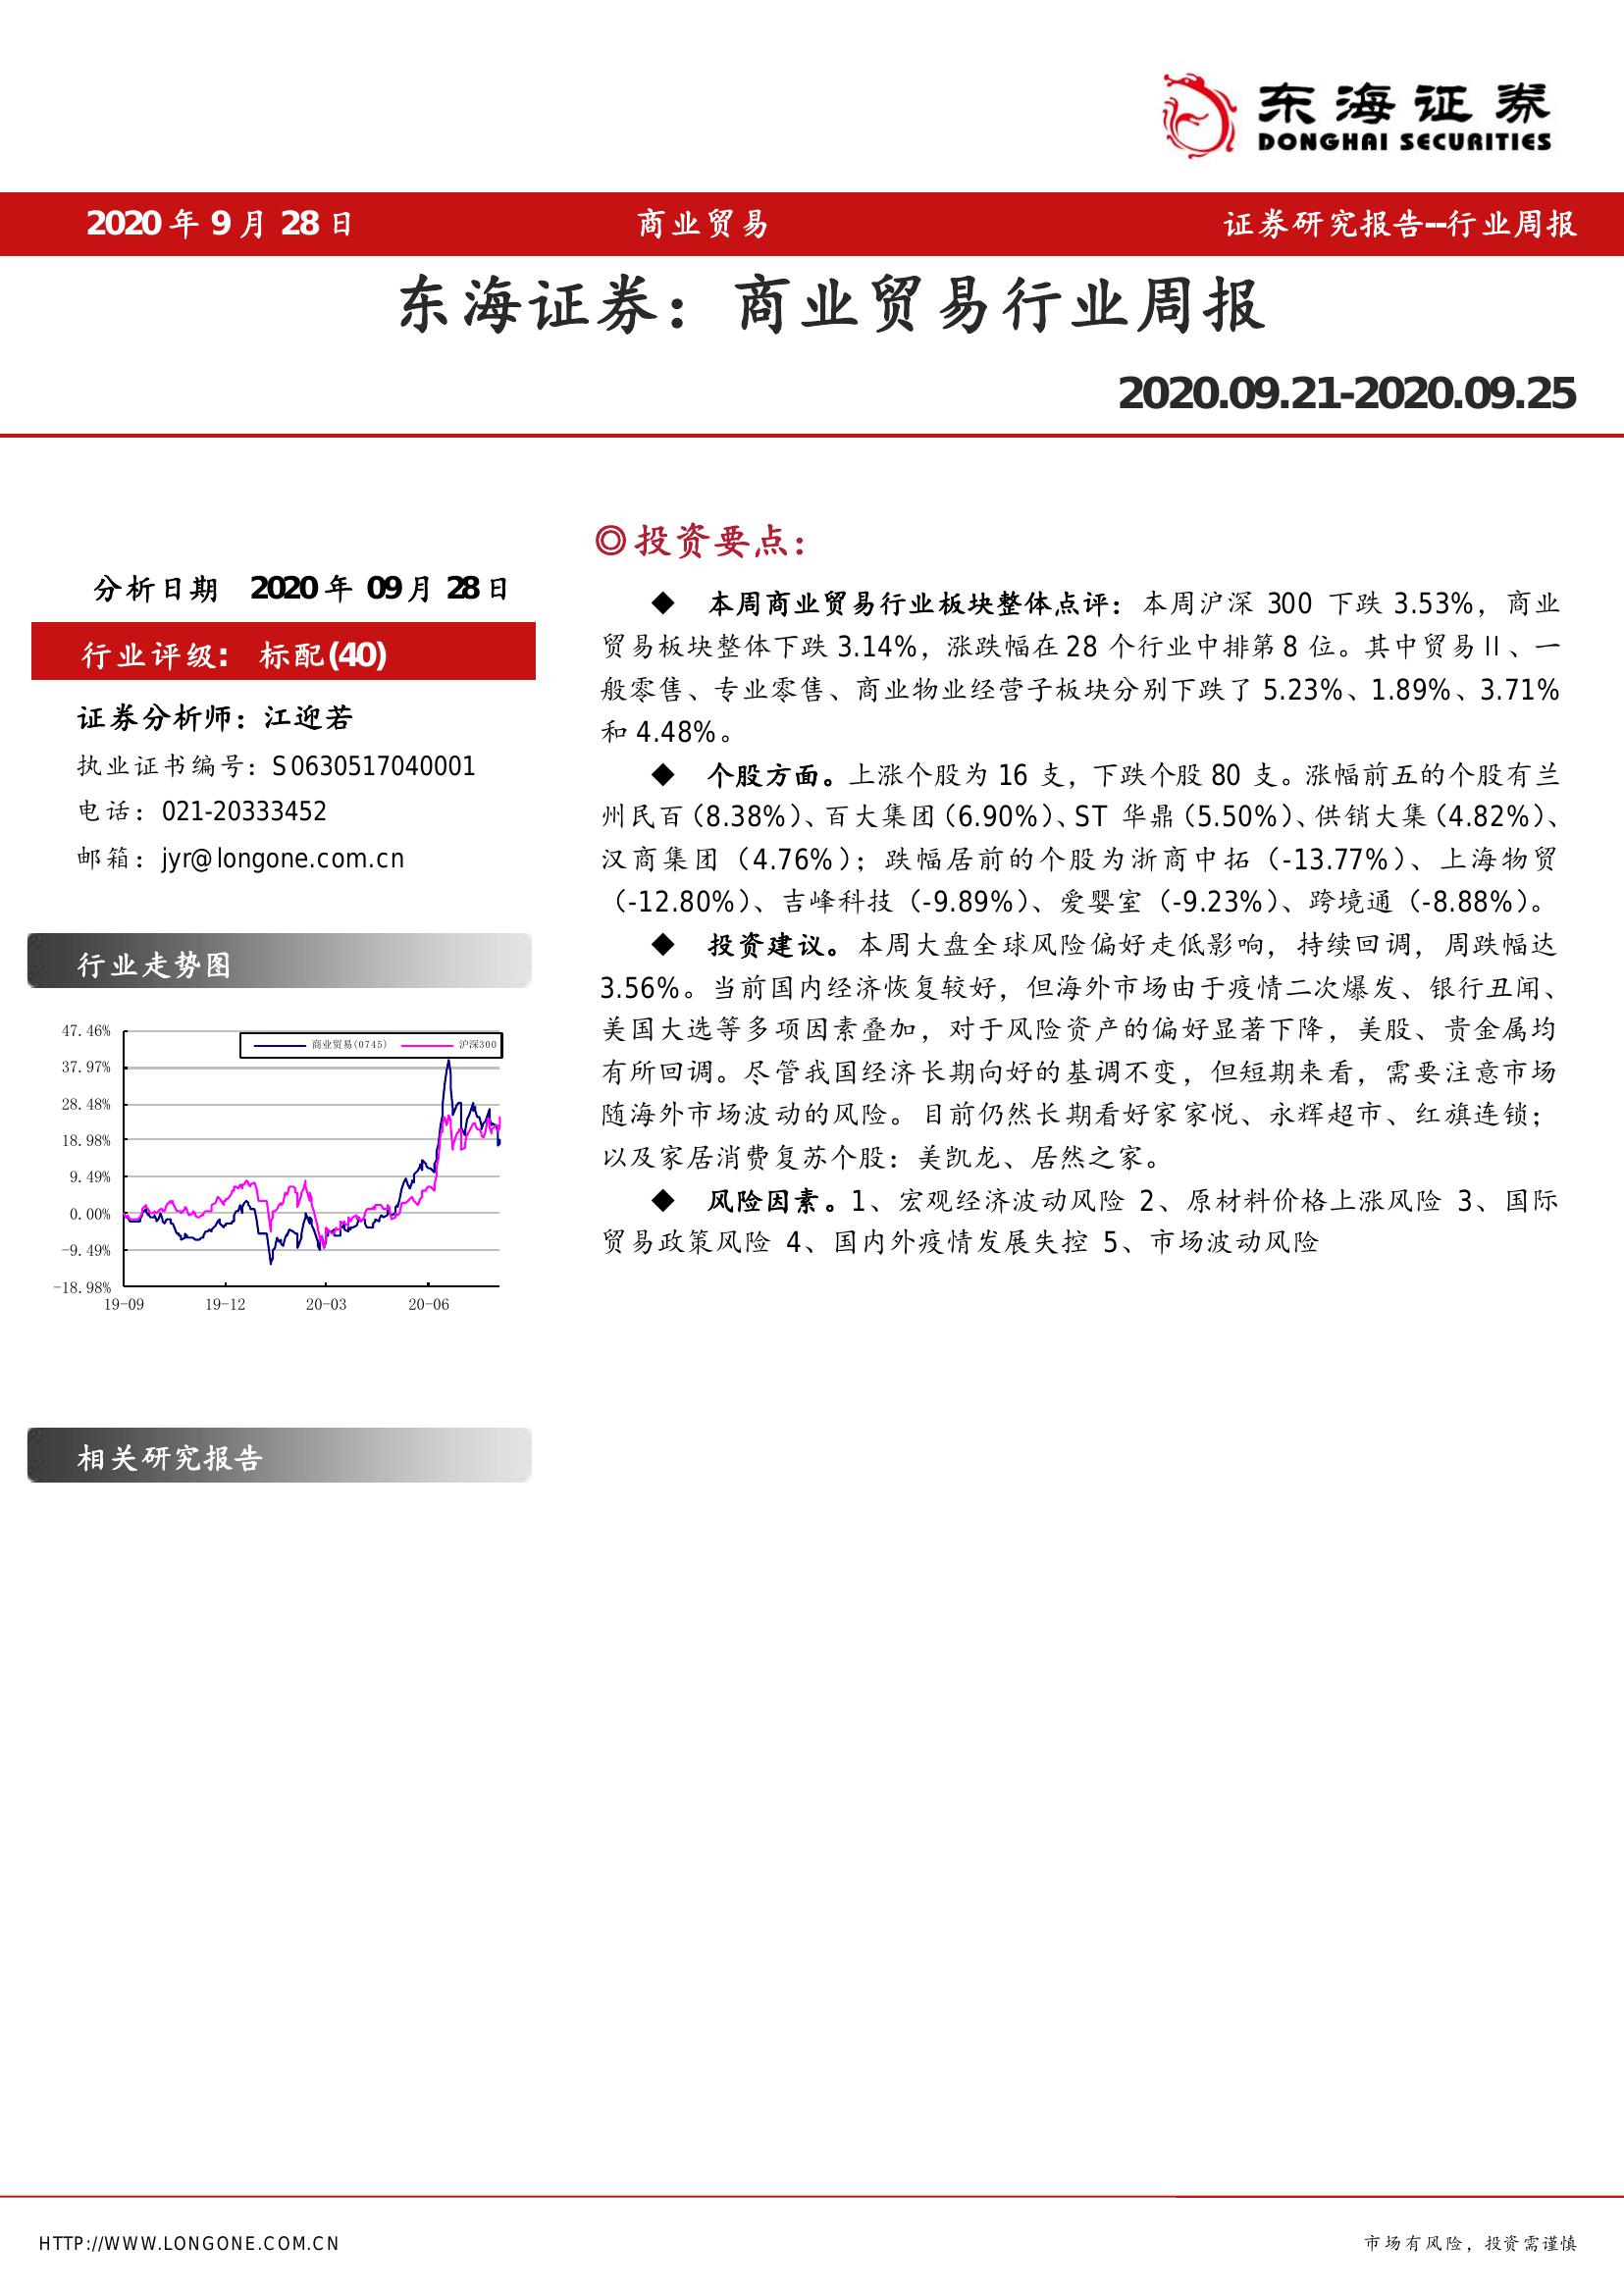 东海证券
DONGHAI SECURITIES
2020 年 9 月 28 日 商业贸易 证券研究报告--行业周报
东海证券：商业贸易行业周报
2020.09.21-2020.09.25
分析日期 2020 年 09 月 28 日
行业评级： 标配(40)
证券分析师：江迎若
执业证书编号：S0630517040001
电话：021-20333452
邮箱：jyr@longone.com.cn
行业走势图
47.46%
37.97%
28.48%
18.98%
9.49%
0.00%
-9.49%
-18.98%
商业贸易(0745) 沪深300
19-09 19-12 20-03 20-06
相关研究报告
◎投资要点：
◆ 本周商业贸易行业板块整体点评：本周沪深 300 下跌 3.53%，商业
贸易板块整体下跌 3.14%，涨跌幅在 28 个行业中排第 8 位。其中贸易 II、一
般零售、专业零售、商业物业经营子板块分别下跌了 5.23%、1.89%、3.71%
和 4.48%。
◆ 个股方面。上涨个股为 16 支，下跌个股 80 支。涨幅前五的个股有兰
州民百（8.38%）、百大集团（6.90%）、ST 华鼎（5.50%）、供销大集（4.82%）、
汉商集团（4.76%）；跌幅居前的个股为浙商中拓（-13.77%）、上海物贸
（-12.80%）、吉峰科技（-9.89%）、爱婴室（-9.23%）、跨境通（-8.88%）。
◆ 投资建议。本周大盘全球风险偏好走低影响，持续回调，周跌幅达
3.56%。当前国内经济恢复较好，但海外市场由于疫情二次爆发、银行丑闻、
美国大选等多项因素叠加，对于风险资产的偏好显著下降，美股、贵金属均
有所回调。尽管我国经济长期向好的基调不变，但短期来看，需要注意市场
随海外市场波动的风险。目前仍然长期看好家家悦、永辉超市、红旗连锁；
以及家居消费复苏个股：美凯龙、居然之家。
◆ 风险因素。1、宏观经济波动风险 2、原材料价格上涨风险 3、国际
贸易政策风险 4、国内外疫情发展失控 5、市场波动风险
HTTP://WWW.LONGONE.COM.CN 市场有风险，投资需谨慎